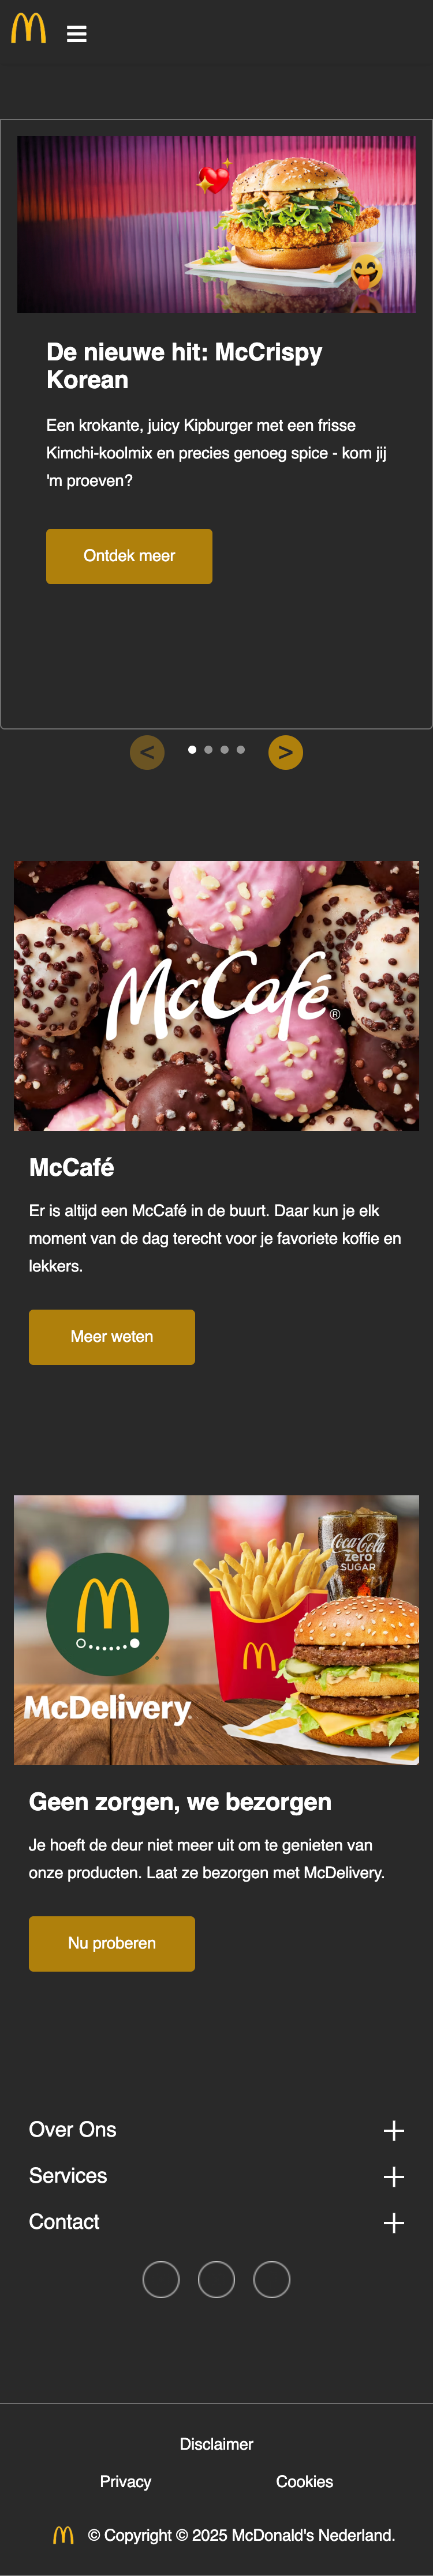 De nieuwe hit: McCrispy
Korean
Een krokante, juicy Kipburger met een frisse
Kimchi-koolmix en precies genoeg spice - kom jij
'm proeven?
Ontdek meer
< >
McCafé®
McCafé
Er is altijd een McCafé in de buurt. Daar kun je elk
moment van de dag terecht voor je favoriete koffie en
lekkers.
Meer weten
Coca-Cola
zero
SUGAR
McDelivery
Geen zorgen, we bezorgen
Je hoeft de deur niet meer uit om te genieten van
onze producten. Laat ze bezorgen met McDelivery.
Nu proberen
Over Ons
Services
Contact
Disclaimer
Privacy Cookies
© Copyright © 2025 McDonald's Nederland.